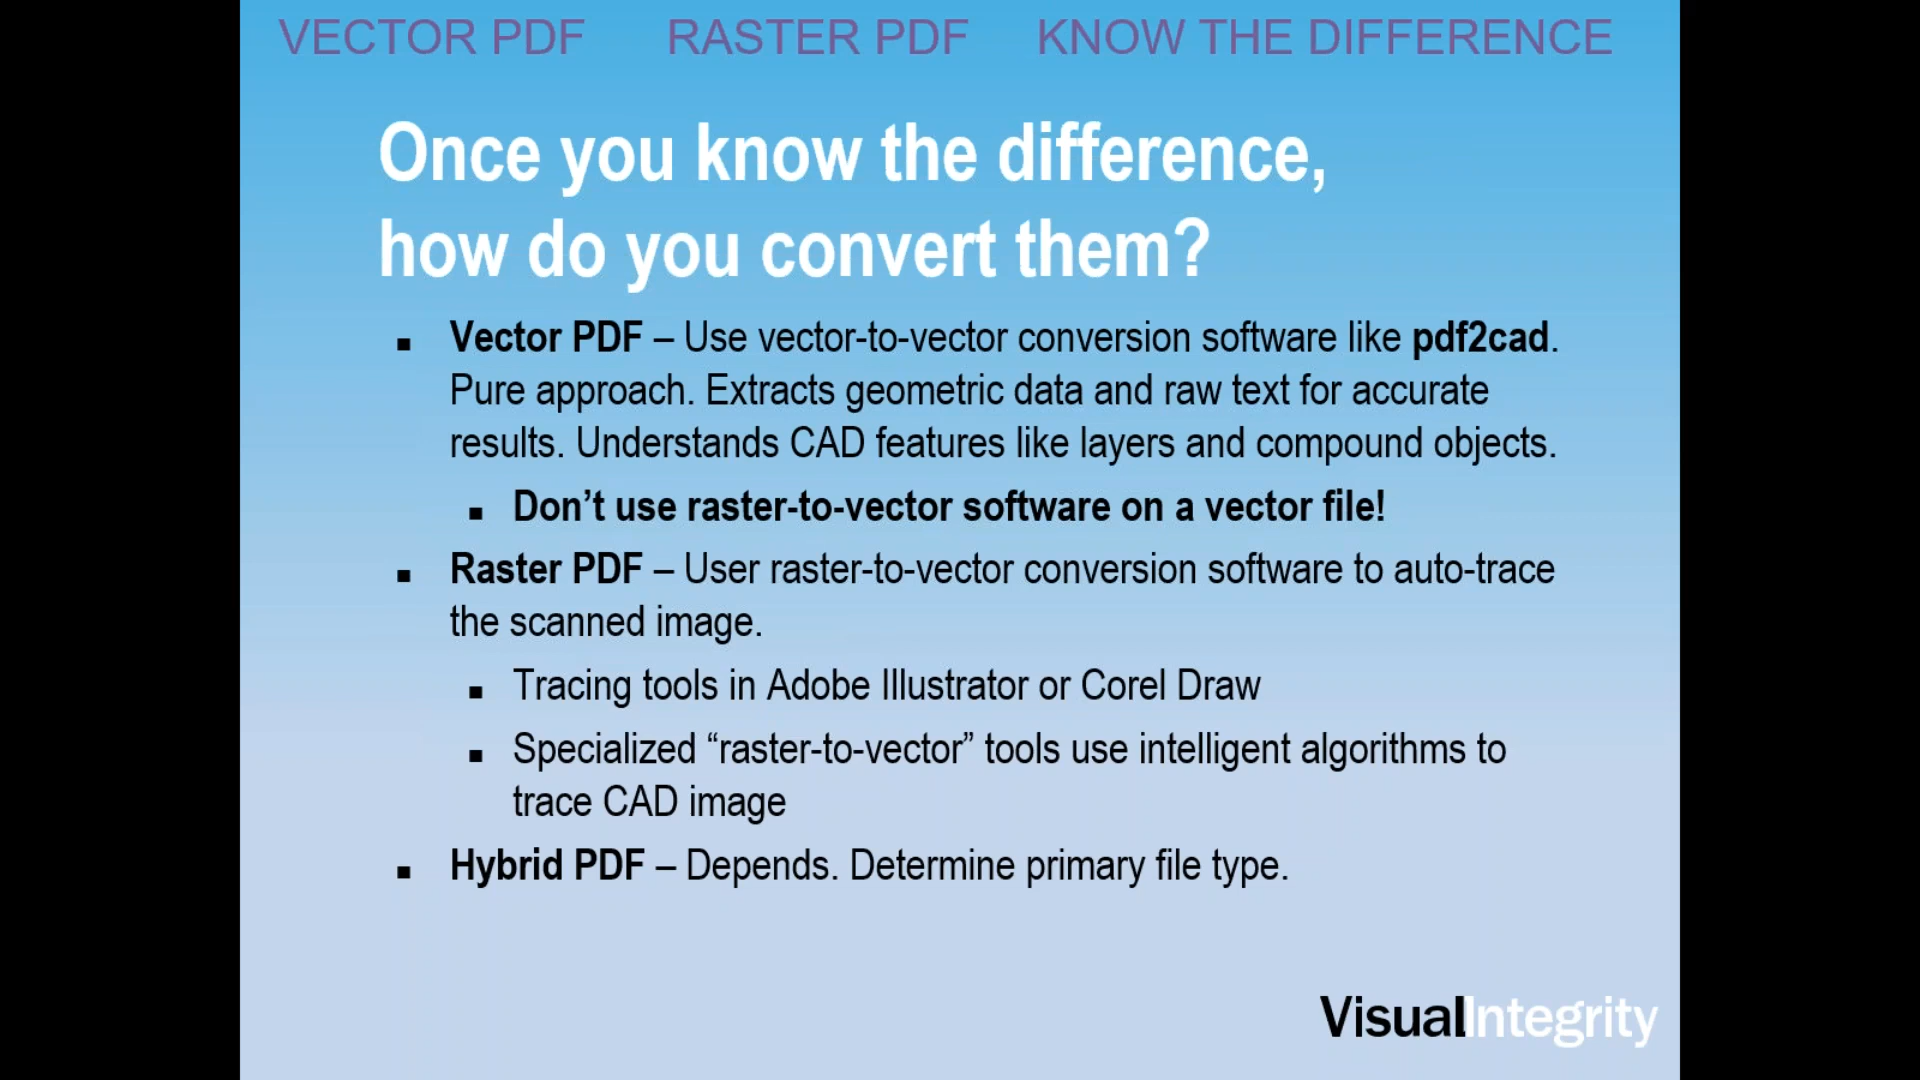 VECTOR PDF RASTER PDF KNOW THE DIFFERENCE
Once you know the difference,
how do you convert them?
▪ Vector PDF – Use vector-to-vector conversion software like pdf2cad.
Pure approach. Extracts geometric data and raw text for accurate
results. Understands CAD features like layers and compound objects.
▪ Don’t use raster-to-vector software on a vector file!
▪ Raster PDF – User raster-to-vector conversion software to auto-trace
the scanned image.
▪ Tracing tools in Adobe Illustrator or Corel Draw
▪ Specialized “raster-to-vector” tools use intelligent algorithms to
trace CAD image
▪ Hybrid PDF – Depends. Determine primary file type.
VisualIntegrity